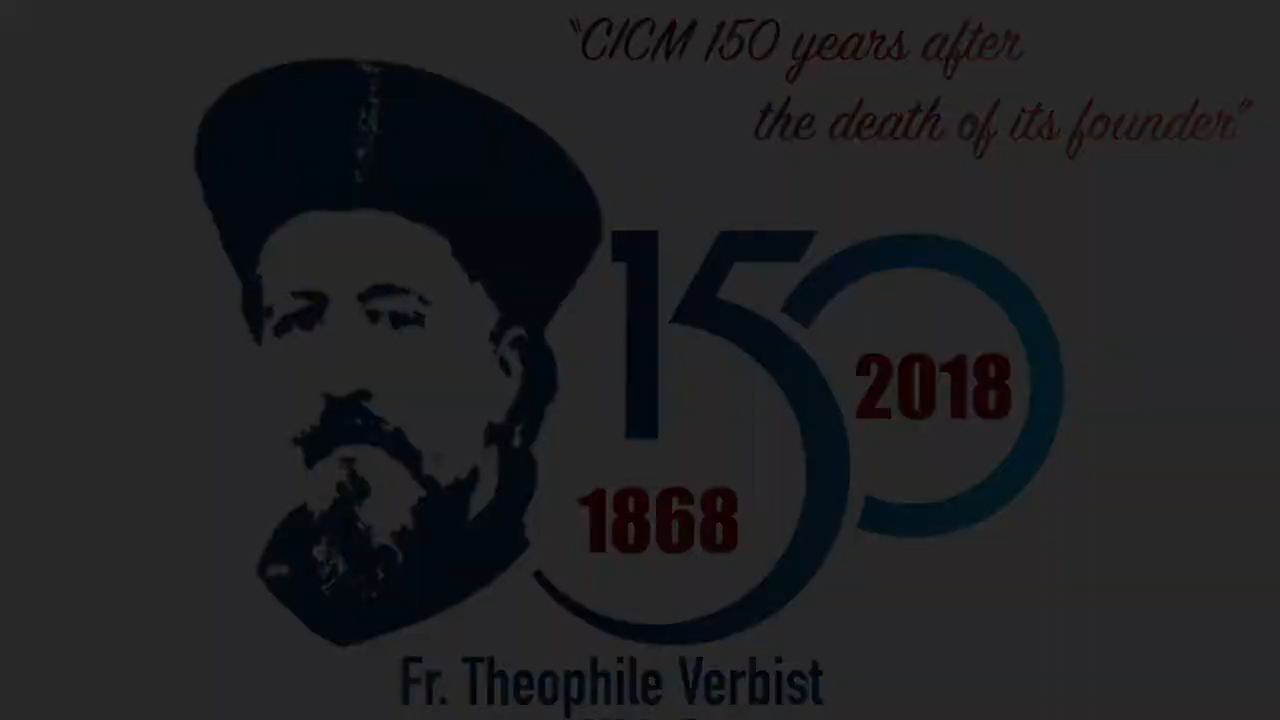 "CICM 150 years after
the death of its founder"
150
2018
1868
Fr. Theophile Verbist